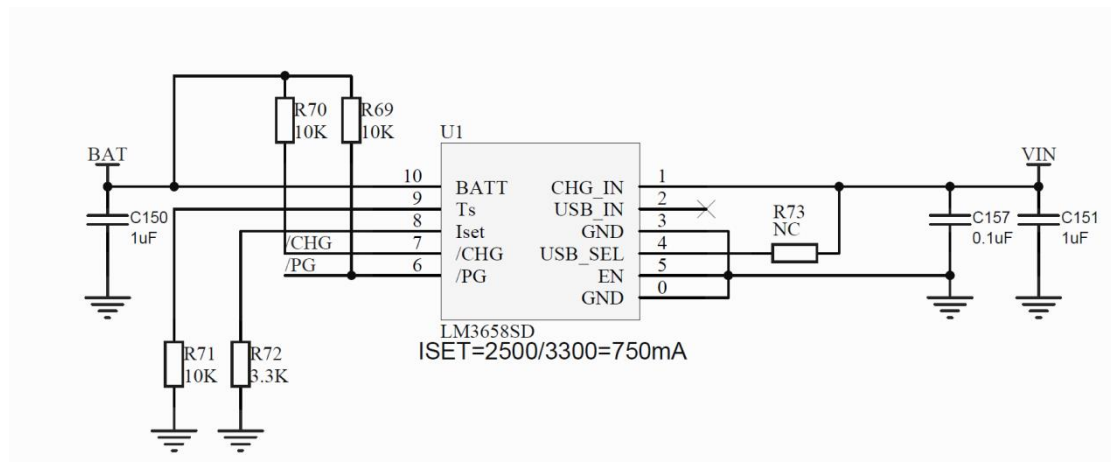 R70
10K
R69
10K
U1
BAT
VIN
10
BATT
CHG_IN
1
9
Ts
USB_IN
2
8
Iset
GND
3
/CHG
7
/CHG
USB_SEL
4
/PG
6
/PG
EN
5
GND
0
R73
NC
C150
1uF
C157
0.1uF
C151
1uF
LM3658SD
ISET=2500/3300=750mA
R71
10K
R72
3.3K